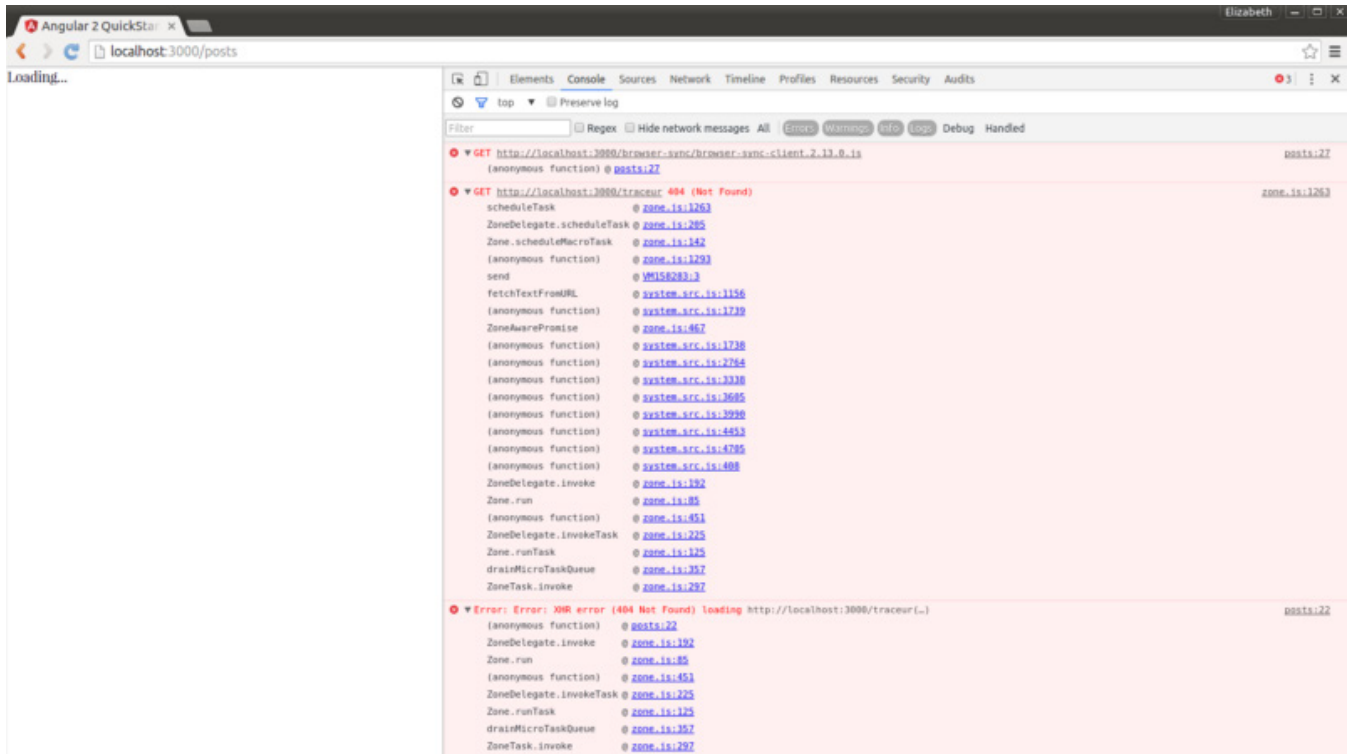 Elizabeth
Angular 2 QuickStar
localhost:3000/posts
Loading...
Elements Console Sources Network Timeline Profiles Resources Security Audits 3
top Preserve log
Filter Regex Hide network messages All Errors Warnings Info Logs Debug Handled
GET http://localhost:3000/browser-sync/browser-sync-client.2.13.0.js posts:27
(anonymous function) @ posts:27
GET http://localhost:3000/traceur 404 (Not Found) zone.js:1263
scheduleTask @ zone.js:1263
ZoneDelegate.scheduleTask @ zone.js:205
Zone.scheduleMacroTask @ zone.js:142
(anonymous function) @ zone.js:1293
send @ VM158283:3
fetchTextFromURL @ system.src.js:1156
(anonymous function) @ system.src.js:1739
ZoneAwarePromise @ zone.js:467
(anonymous function) @ system.src.js:1738
(anonymous function) @ system.src.js:2764
(anonymous function) @ system.src.js:3338
(anonymous function) @ system.src.js:3605
(anonymous function) @ system.src.js:3990
(anonymous function) @ system.src.js:4453
(anonymous function) @ system.src.js:4705
(anonymous function) @ system.src.js:408
ZoneDelegate.invoke @ zone.js:192
Zone.run @ zone.js:85
(anonymous function) @ zone.js:451
ZoneDelegate.invokeTask @ zone.js:225
Zone.runTask @ zone.js:125
drainMicroTaskQueue @ zone.js:357
ZoneTask.invoke @ zone.js:297
Error: Error: XHR error (404 Not Found) loading http://localhost:3000/traceur(…) posts:22
(anonymous function) @ posts:22
ZoneDelegate.invoke @ zone.js:192
Zone.run @ zone.js:85
(anonymous function) @ zone.js:451
ZoneDelegate.invokeTask @ zone.js:225
Zone.runTask @ zone.js:125
drainMicroTaskQueue @ zone.js:357
ZoneTask.invoke @ zone.js:297